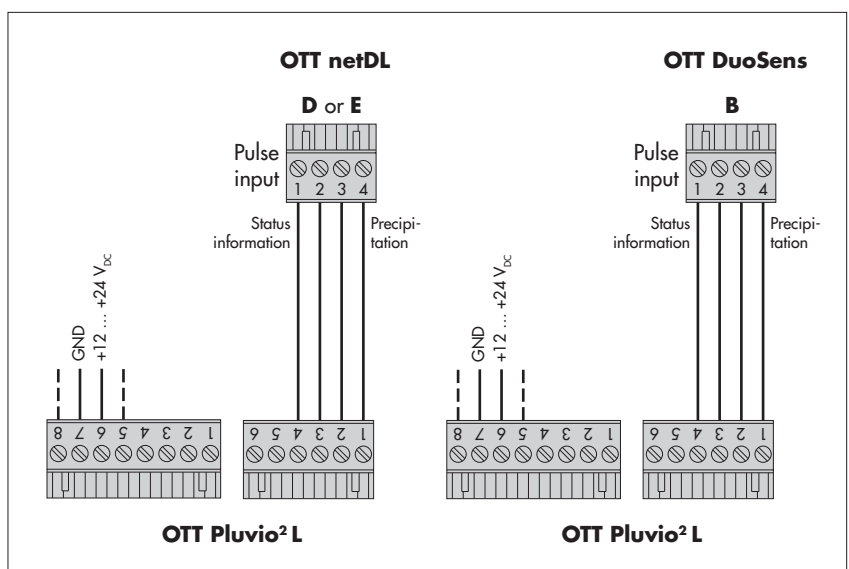 OTT netDL
OTT DuoSens
D or E
B
Pulse
input
1 2 3 4
Pulse
input
1 2 3 4
Status
information
Precipi-
tation
Status
information
Precipi-
tation
GND
+12 ... +24 VDC
GND
+12 ... +24 VDC
8 7 6 5 4 3 2 1
6 5 4 3 2 1
8 7 6 5 4 3 2 1
6 5 4 3 2 1
OTT Pluvio² L
OTT Pluvio² L